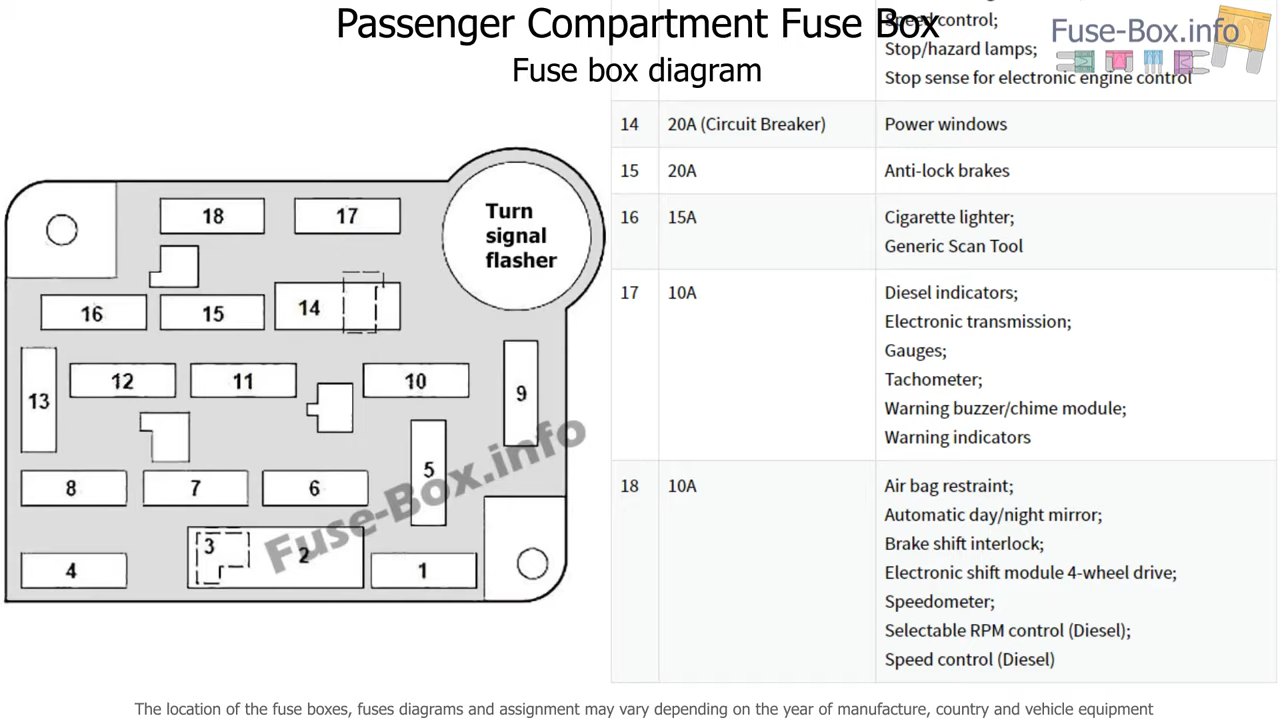 Passenger Compartment Fuse Box
Fuse box diagram
Fuse-Box.info
Speed control;
Stop/hazard lamps;
Stop sense for electronic engine control
14 20A (Circuit Breaker) Power windows
15 20A Anti-lock brakes
16 15A Cigarette lighter;
Generic Scan Tool
17 10A Diesel indicators;
Electronic transmission;
Gauges;
Tachometer;
Warning buzzer/chime module;
Warning indicators
18 10A Air bag restraint;
Automatic day/night mirror;
Brake shift interlock;
Electronic shift module 4-wheel drive;
Speedometer;
Selectable RPM control (Diesel);
Speed control (Diesel)
18 17
Turn
signal
flasher
16 15 14
13 12 11 10 9
8 7 6 5
4 3 2 1
Fuse-Box.info
The location of the fuse boxes, fuses diagrams and assignment may vary depending on the year of manufacture, country and vehicle equipment